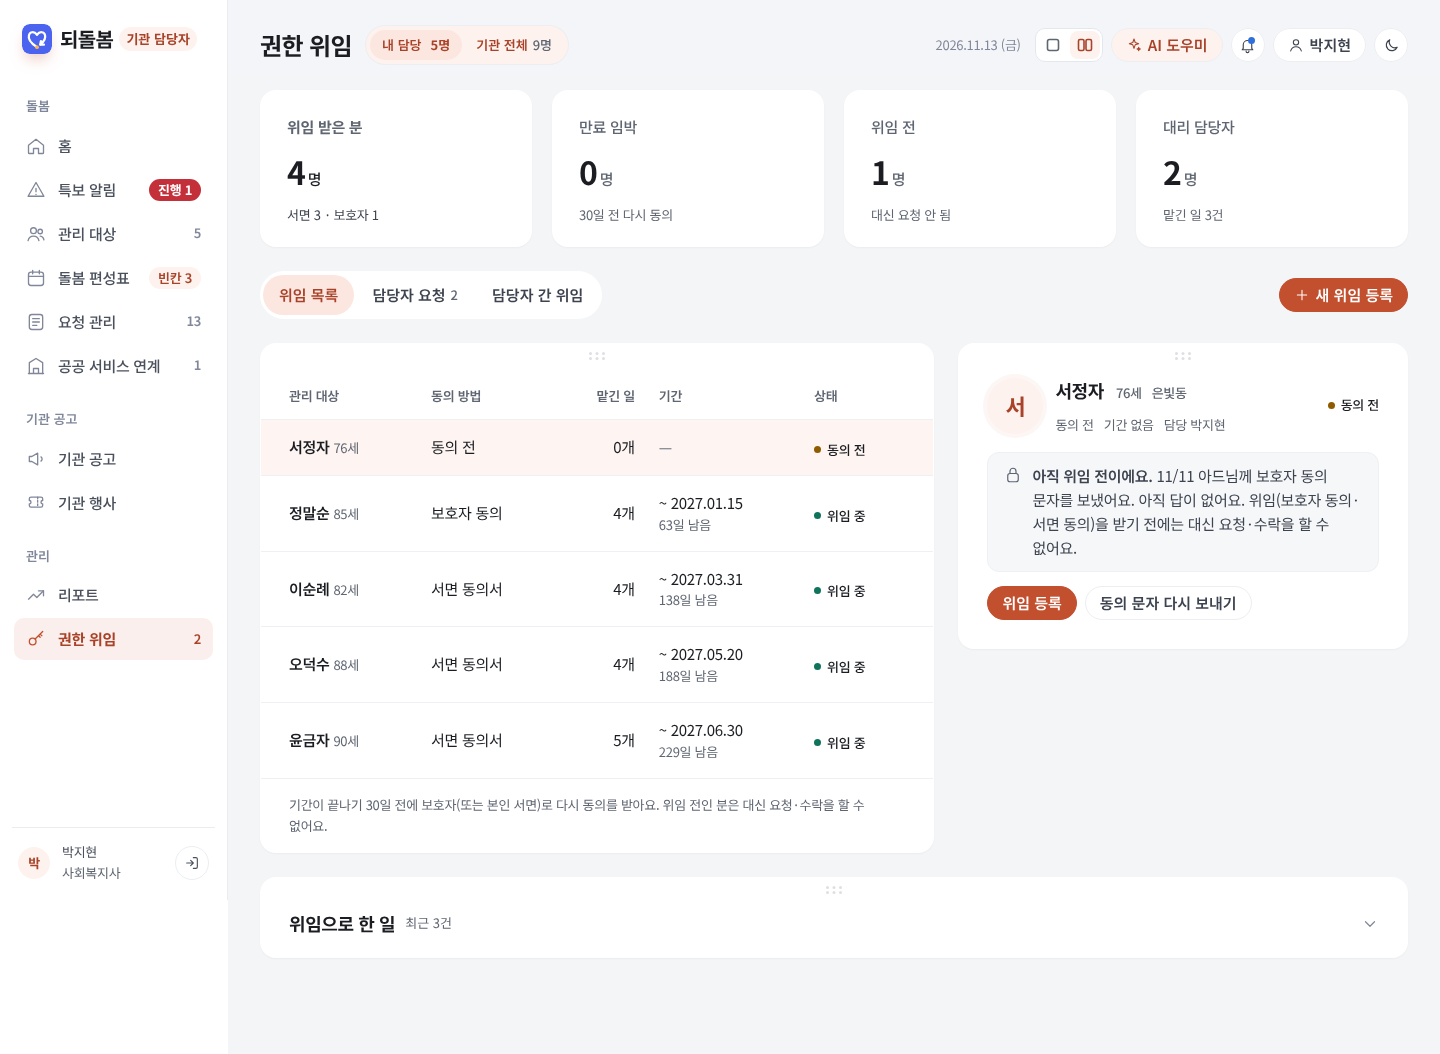 되돌봄 기관 담당자
돌봄
홈
특보 알림 진행 1
관리 대상 5
돌봄 편성표 빈칸 3
요청 관리 13
공공 서비스 연계 1
기관 공고
기관 공고
기관 행사
관리
리포트
권한 위임 2
박 박지현
사회복지사
권한 위임 내 담당 5명 기관 전체 9명
2026.11.13 (금) AI 도우미 박지현
위임 받은 분
4명
서면 3 · 보호자 1
만료 임박
0명
30일 전 다시 동의
위임 전
1명
대신 요청 안 됨
대리 담당자
2명
맡긴 일 3건
위임 목록 담당자 요청 2 담당자 간 위임
새 위임 등록
관리 대상 동의 방법 맡긴 일 기간 상태
서정자 76세 동의 전 0개 — 동의 전
정말순 85세 보호자 동의 4개 ~ 2027.01.15 위임 중
63일 남음
이순례 82세 서면 동의서 4개 ~ 2027.03.31 위임 중
138일 남음
오덕수 88세 서면 동의서 4개 ~ 2027.05.20 위임 중
188일 남음
윤금자 90세 서면 동의서 5개 ~ 2027.06.30 위임 중
229일 남음
기간이 끝나기 30일 전에 보호자(또는 본인 서면)로 다시 동의를 받아요. 위임 전인 분은 대신 요청·수락을 할 수
없어요.
서 서정자 76세 은빛동
동의 전 기간 없음 담당 박지현
동의 전
아직 위임 전이에요. 11/11 아드님께 보호자 동의
문자를 보냈어요. 아직 답이 없어요. 위임(보호자 동의·
서면 동의)을 받기 전에는 대신 요청·수락을 할 수
없어요.
위임 등록 동의 문자 다시 보내기
위임으로 한 일 최근 3건